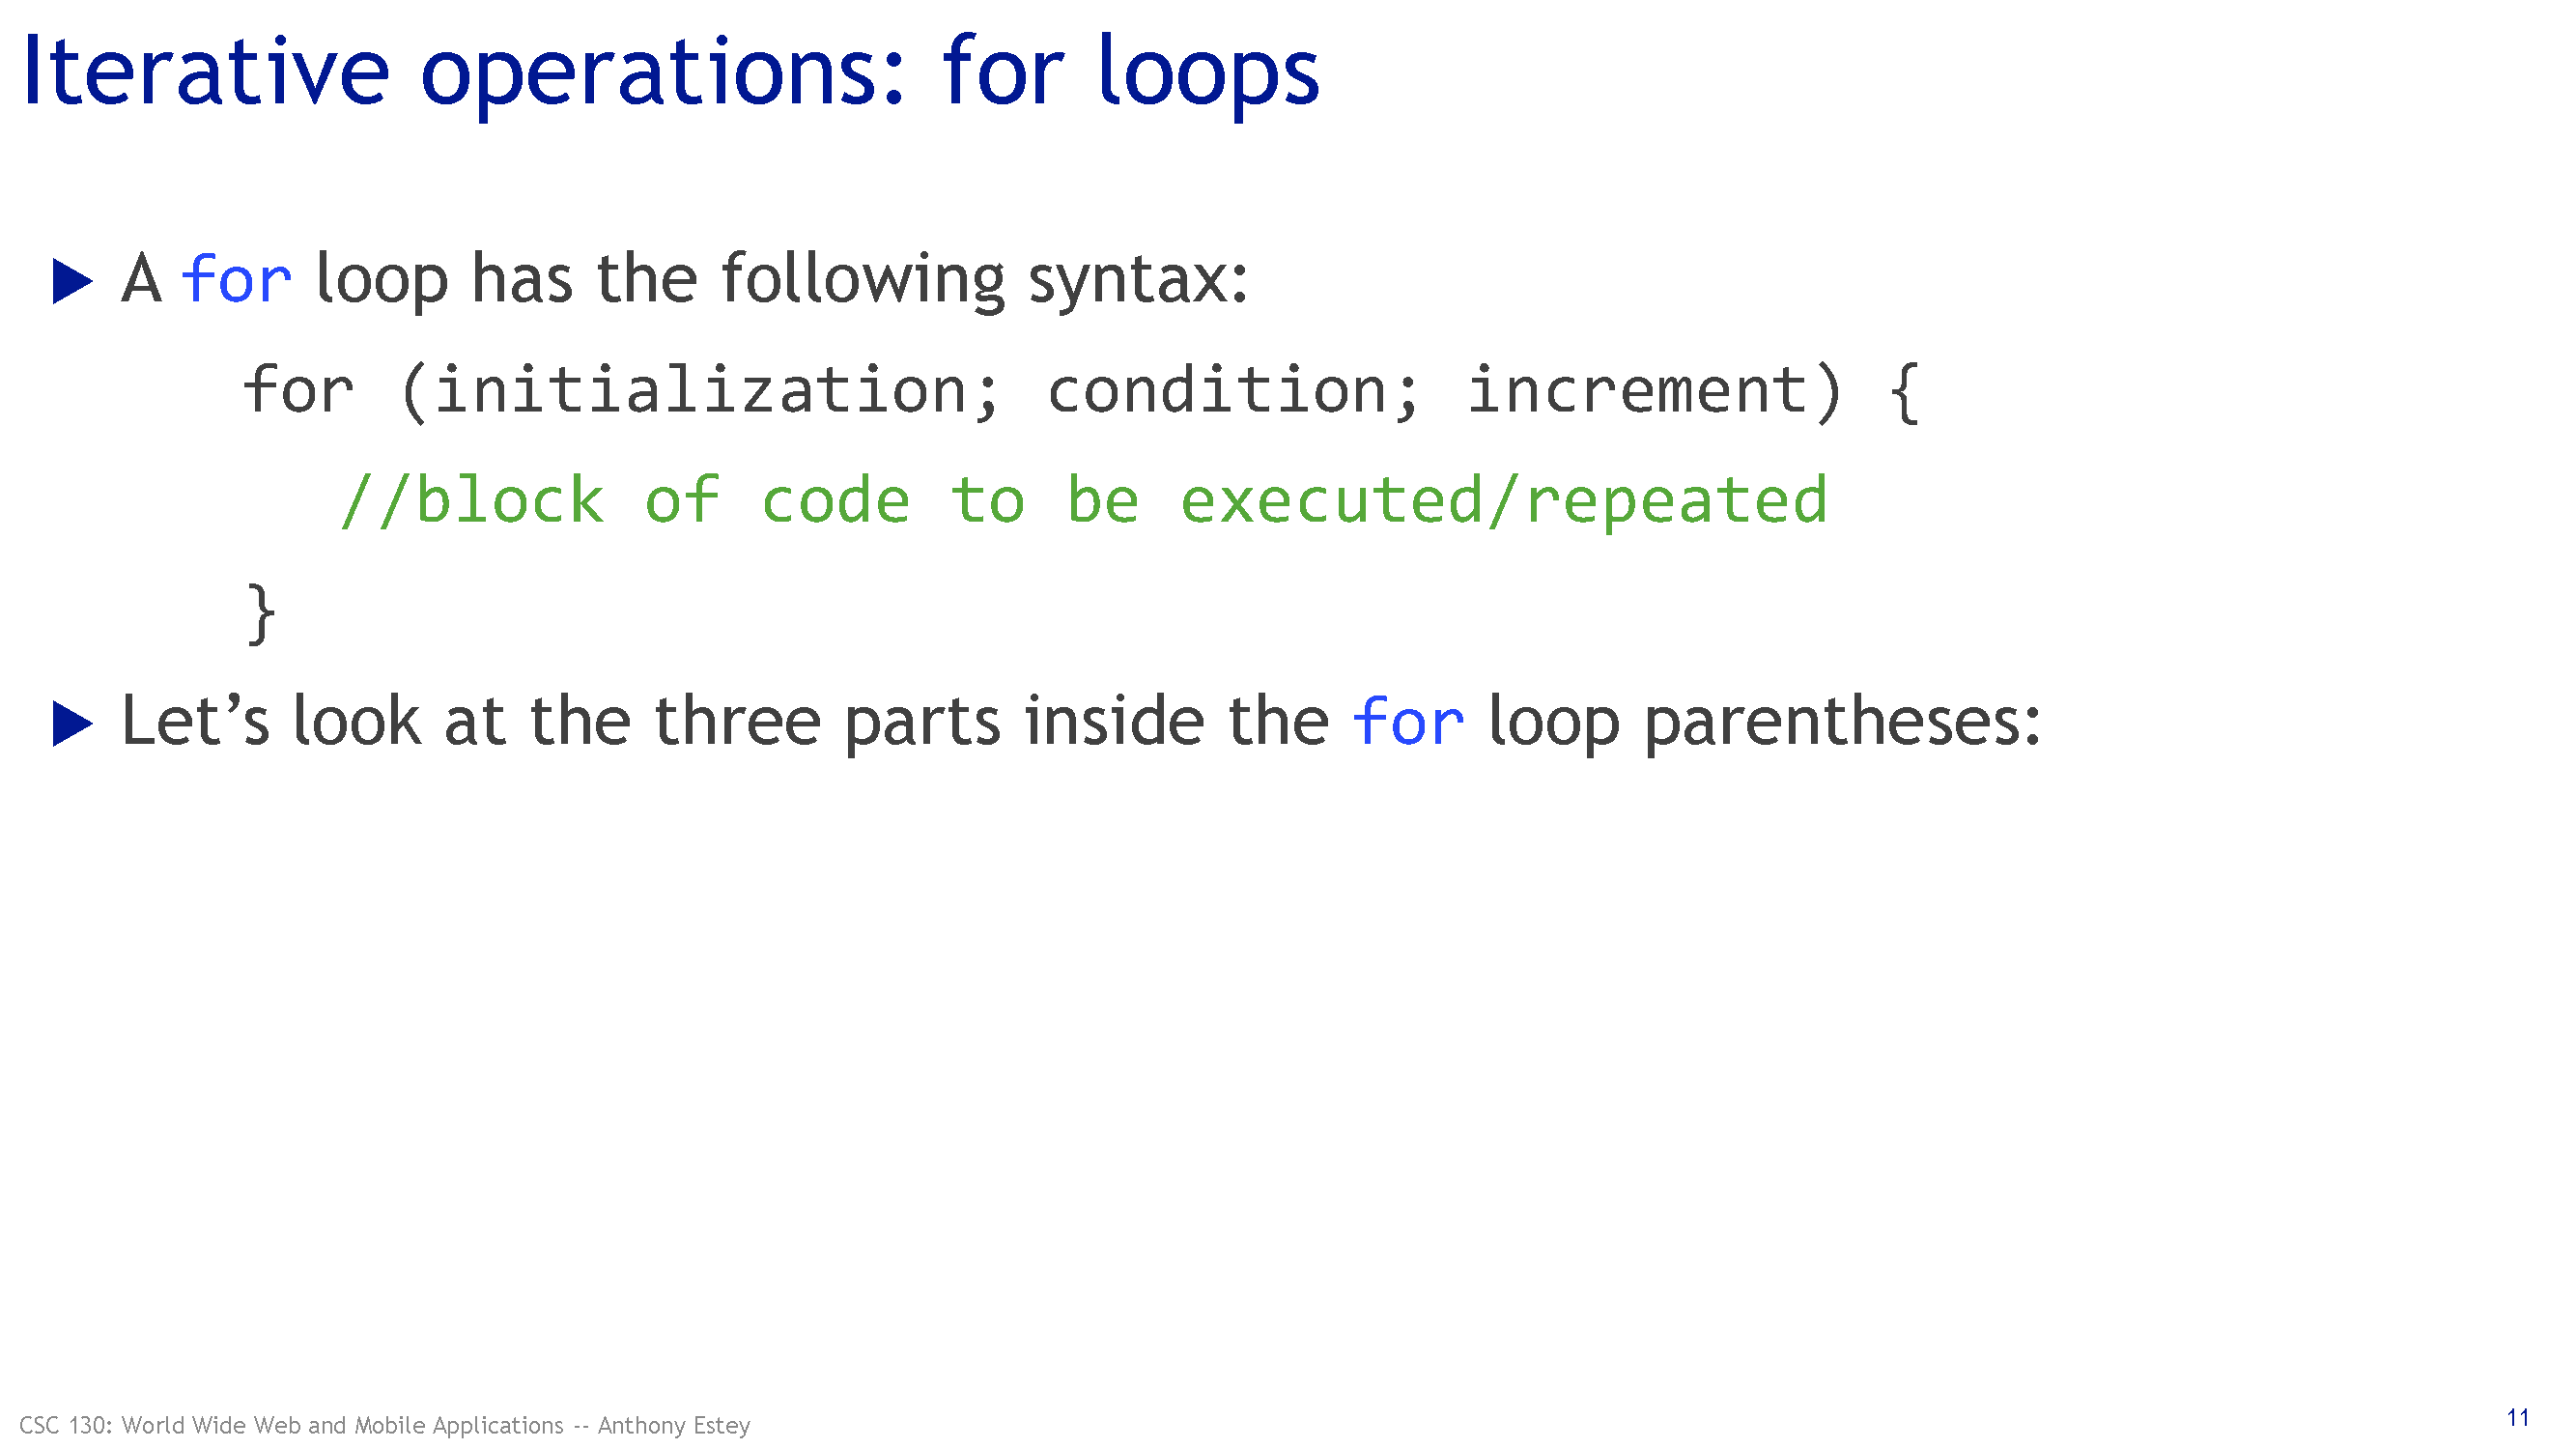 Iterative operations: for loops
▶ A for loop has the following syntax:
for (initialization; condition; increment) {
//block of code to be executed/repeated
}
▶ Let’s look at the three parts inside the for loop parentheses:
CSC 130: World Wide Web and Mobile Applications -- Anthony Estey
11